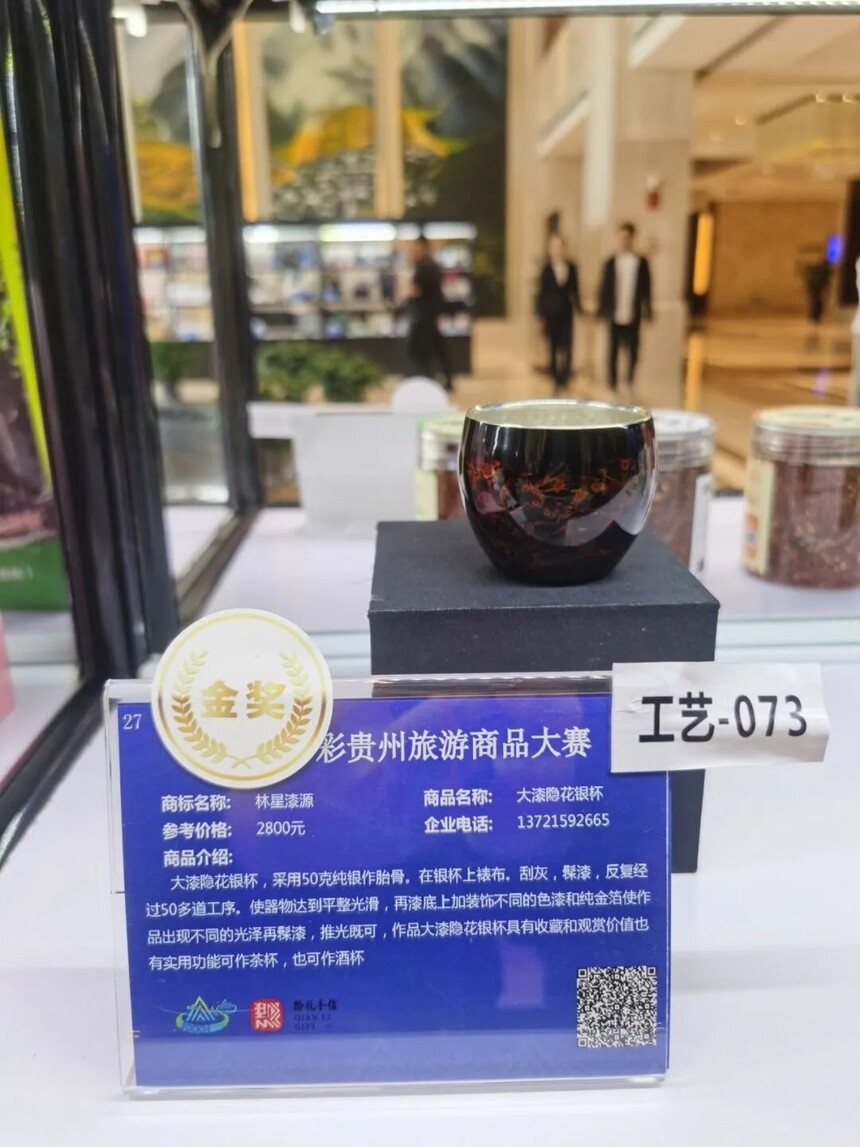 27
金奖
彩贵州旅游商品大赛
工艺-073
商标名称: 林星漆源
商品名称: 大漆隐花银杯
参考价格: 2800元
企业电话: 13721592665
商品介绍:
大漆隐花银杯，采用50克纯银作胎骨。在银杯上裱布。刮灰，髹漆，反复经
过50多道工序。使器物达到平整光滑，再漆底上加装饰不同的色漆和纯金箔使作
品出现不同的光泽再髹漆，推光既可，作品大漆隐花银杯具有收藏和观赏价值也
有实用功能可作茶杯，也可作酒杯
黔礼手信
QIAN LI
GIFT